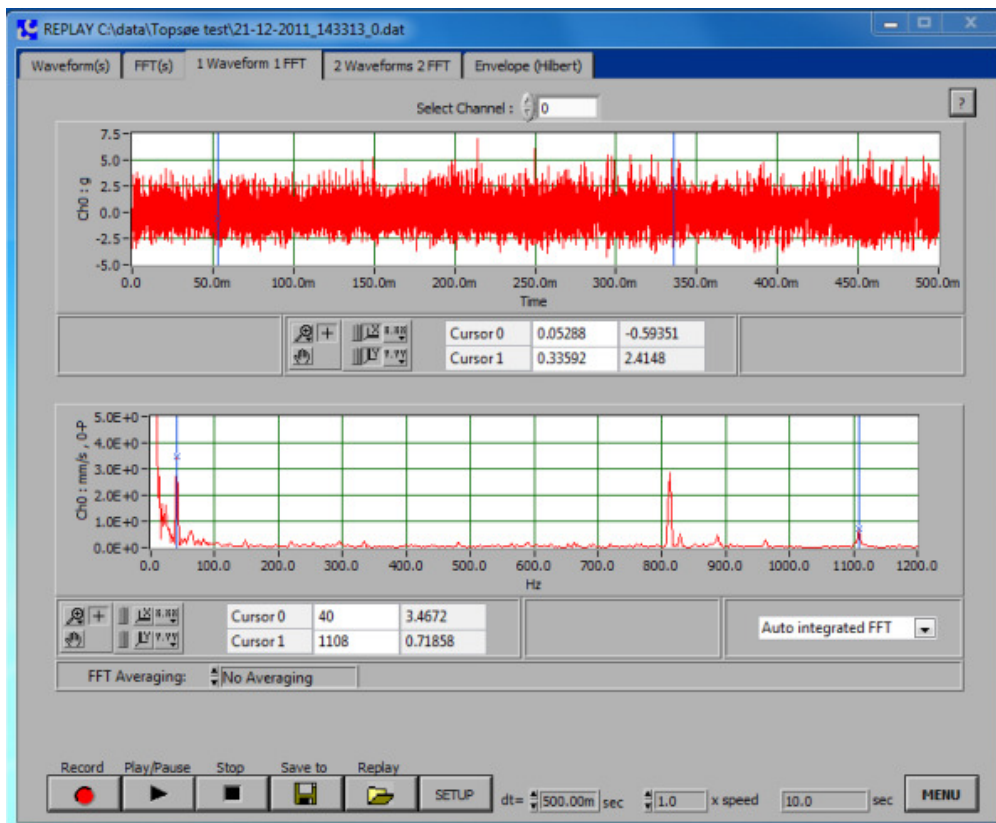 REPLAY C:\data\Topsøe test\21-12-2011_143313_0.dat
Waveform(s) FFT(s) 1 Waveform 1 FFT 2 Waveforms 2 FFT Envelope (Hilbert)
Select Channel : 0 ?
7.5
5.0
2.5
0.0
-2.5
-5.0
Ch0 : g
0.0 50.0m 100.0m 150.0m 200.0m 250.0m 300.0m 350.0m 400.0m 450.0m 500.0m
Time
Cursor 0 0.05288 -0.59351
Cursor 1 0.33592 2.4148
5.0E+0
4.0E+0
3.0E+0
2.0E+0
1.0E+0
0.0E+0
Ch0 : mm/s , 0-P
0.0 100.0 200.0 300.0 400.0 500.0 600.0 700.0 800.0 900.0 1000.0 1100.0 1200.0
Hz
Cursor 0 40 3.4672
Cursor 1 1108 0.71858
Auto integrated FFT
FFT Averaging: No Averaging
Record Play/Pause Stop Save to Replay
SETUP dt= 500.00m sec 1.0 x speed 10.0 sec MENU